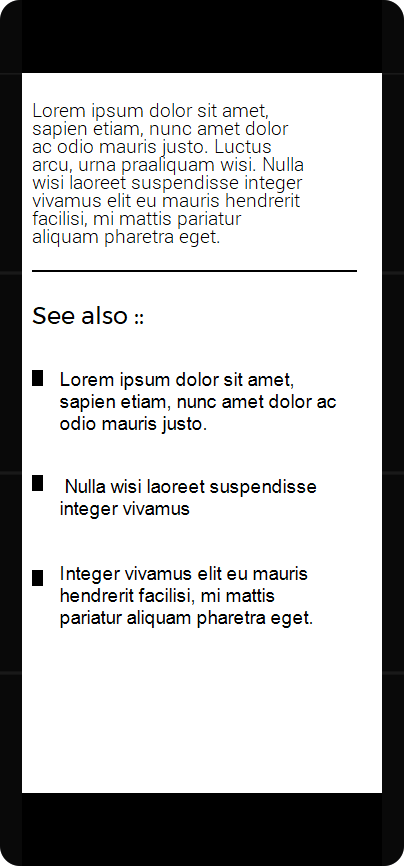 Lorem ipsum dolor sit amet,
sapien etiam, nunc amet dolor
ac odio mauris justo. Luctus
arcu, urna praaliquam wisi. Nulla
wisi laoreet suspendisse integer
vivamus elit eu mauris hendrerit
facilisi, mi mattis pariatur
aliquam pharetra eget.
See also ::
Lorem ipsum dolor sit amet,
sapien etiam, nunc amet dolor ac
odio mauris justo.
Nulla wisi laoreet suspendisse
integer vivamus
Integer vivamus elit eu mauris
hendrerit facilisi, mi mattis
pariatur aliquam pharetra eget.